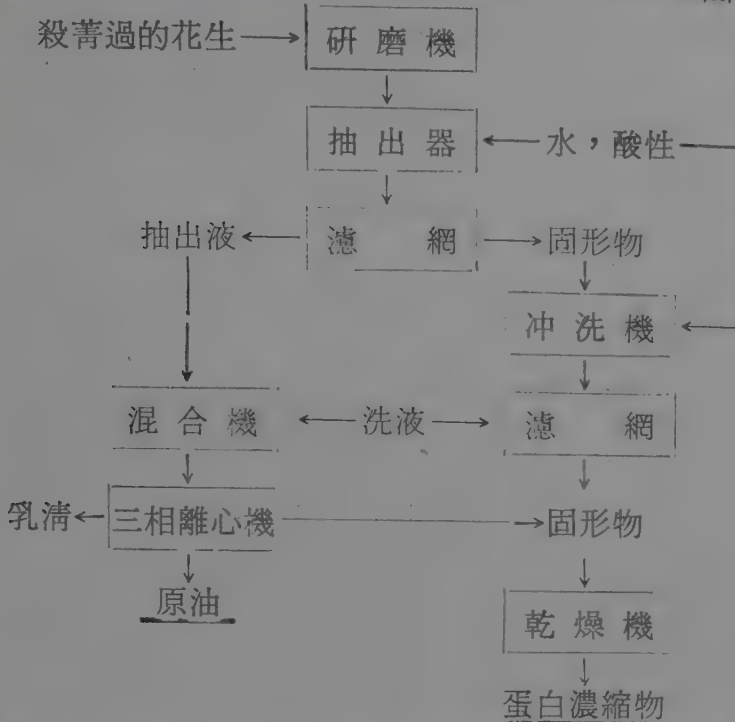 殺菁過的花生 研磨機
抽出器 水,酸性
抽出液 濾網 固形物
冲洗機
混合機 洗液 濾網
乳清 三相離心機 固形物
原油
乾燥機
蛋白濃縮物